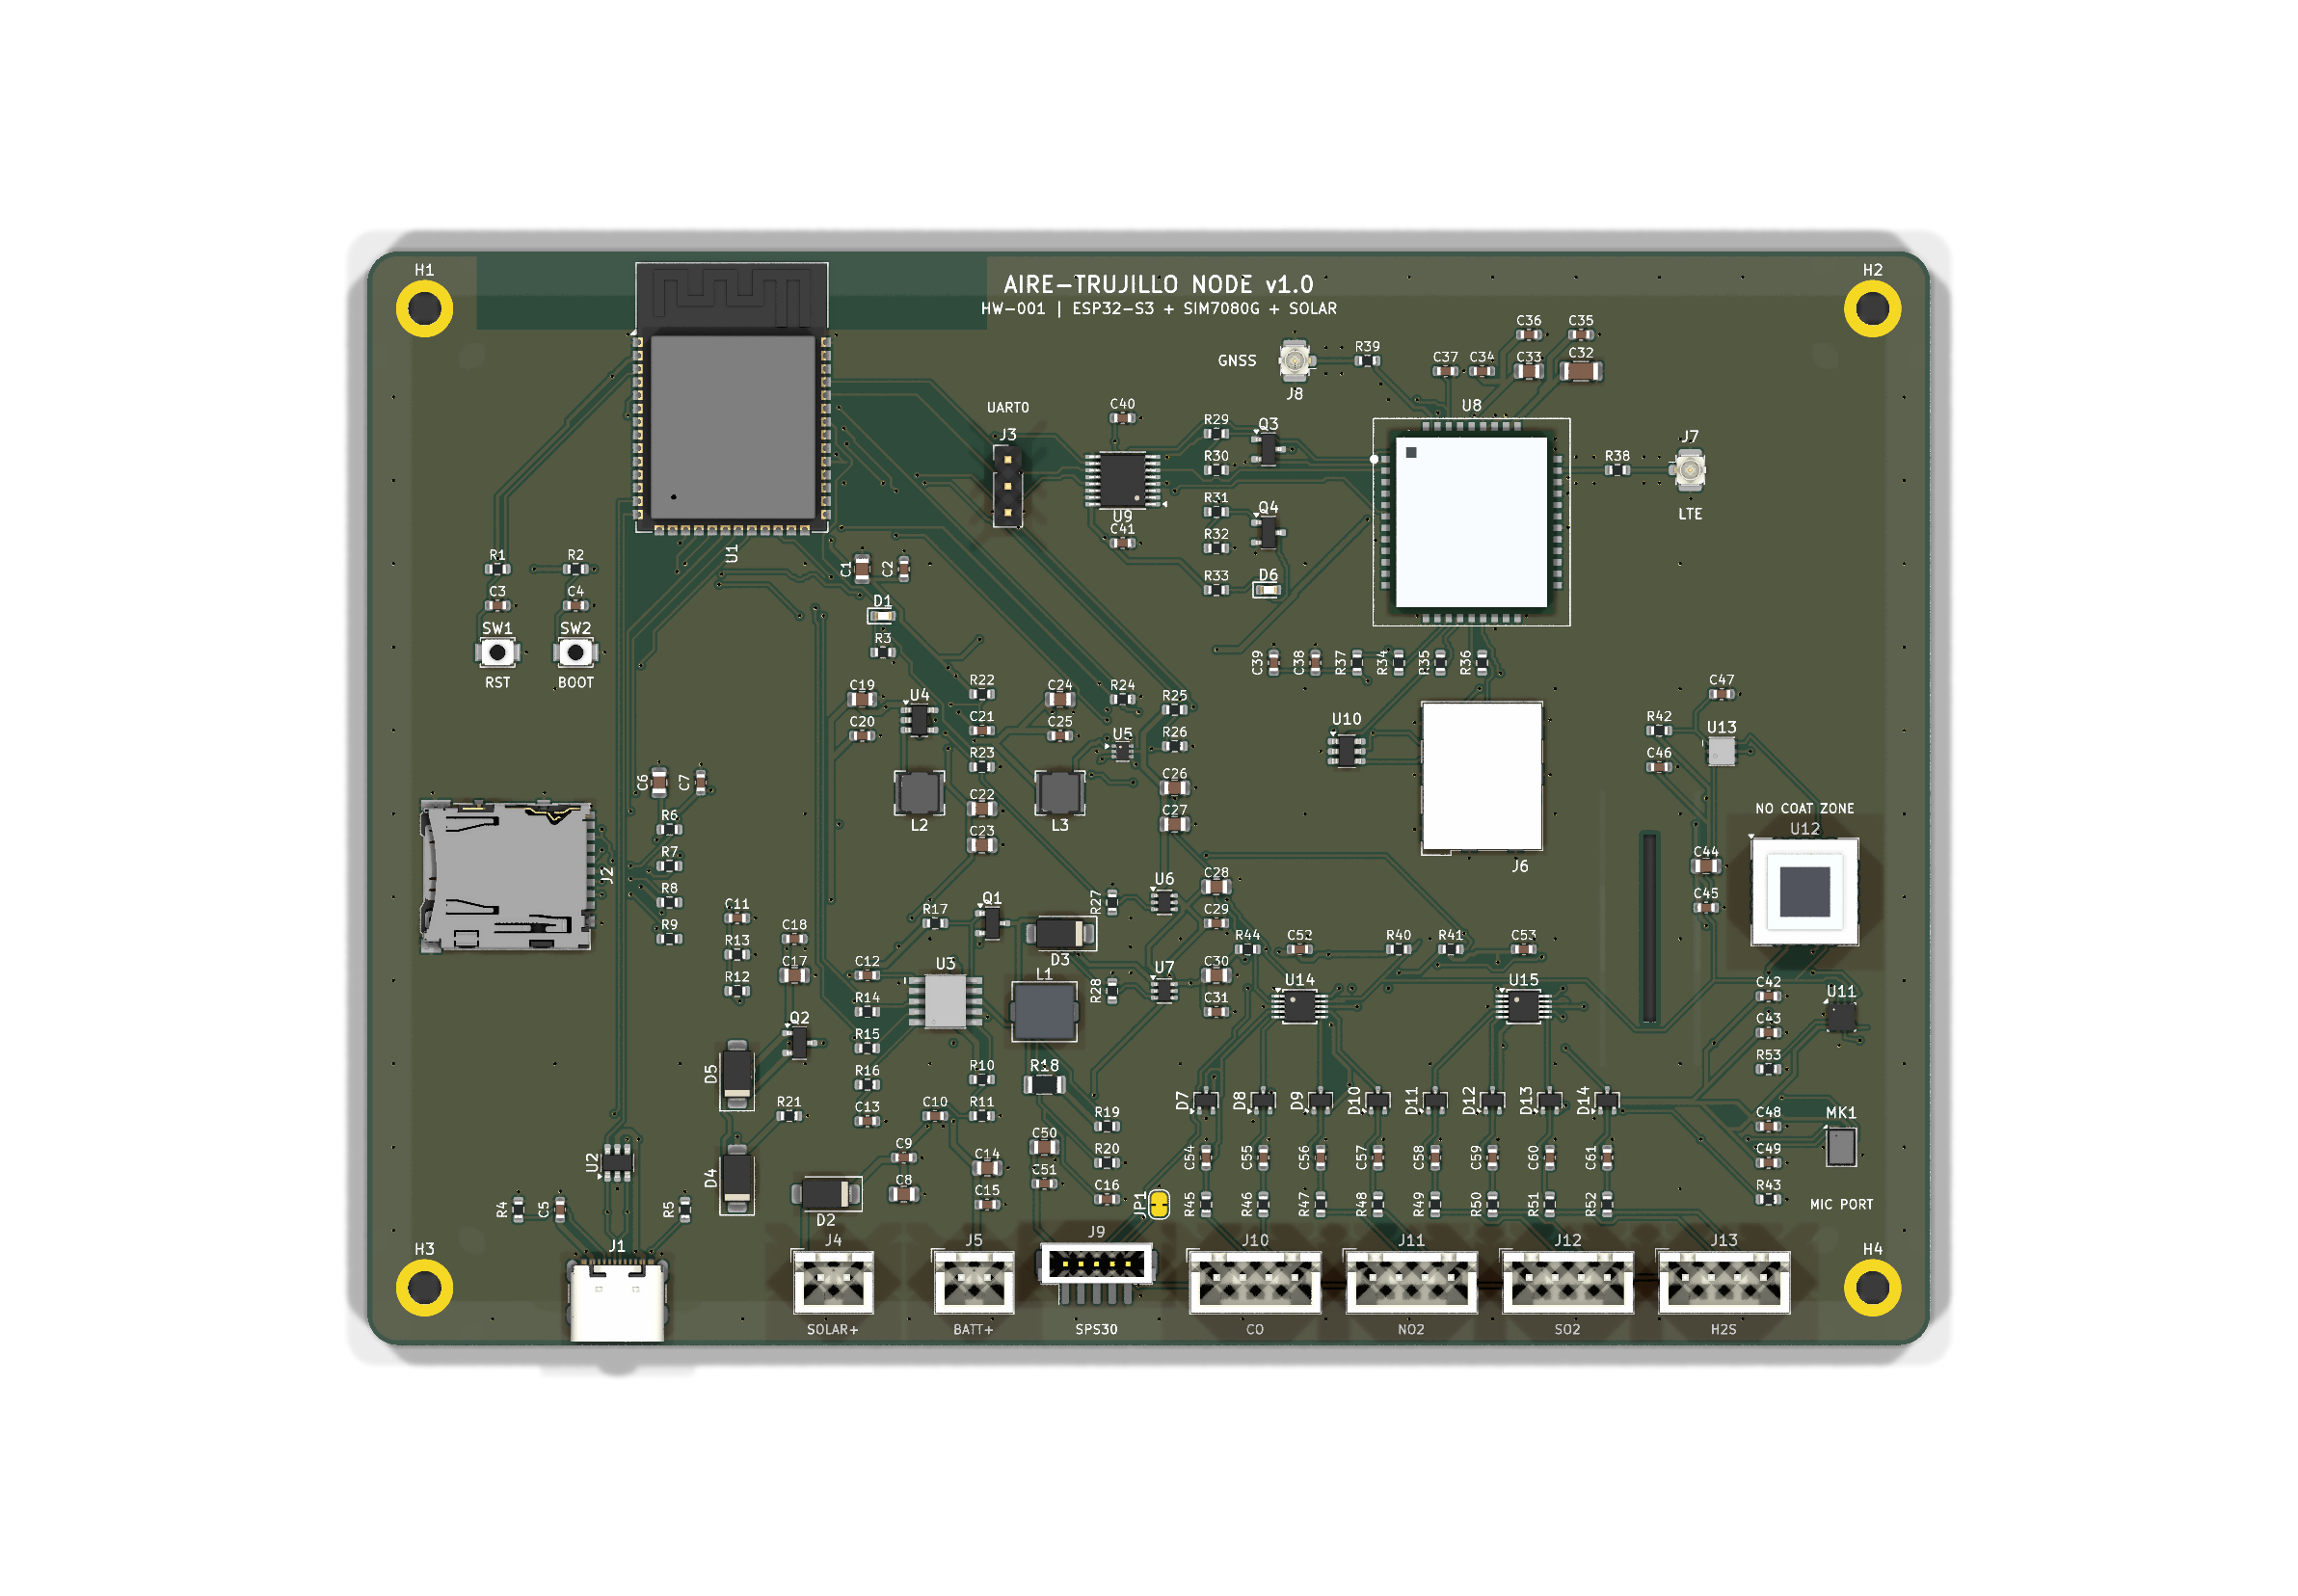 H1
AIRE-TRUJILLO NODE v1.0
H2
HW-001 | ESP32-S3 + SIM7080G + SOLAR
C36
C35
GNSS
R39
C37
C34
C33
C32
J8
UART0
C40
U8
J3
R29
Q3
J7
R30
R38
R31
Q4
LTE
U9
C41
U1
R32
R1
R2
C1
C2
R33
D6
C3
C4
D1
SW1
SW2
R3
C39
C38
R37
R34
R35
R36
RST
BOOT
C19
U4
R22
C24
R24
R25
C47
C20
C21
C25
U10
R42
U13
U5
R26
R23
C46
C6
C7
C26
C22
NO COAT ZONE
R6
L2
L3
C27
U12
C23
R7
C44
J2
J6
C28
U6
R8
R27
Q1
C45
C11
R17
C29
R9
C18
R13
R44
C52
R40
R41
C53
D3
U3
C17
C12
L1
U7
C30
R12
U14
U15
C42
R28
R14
C31
U11
Q2
C43
R15
R53
D5
R16
R10
R18
R21
C13
C10
R11
R19
D7
D8
D9
D10
D11
D12
D13
D14
C48
MK1
C50
C9
R20
C49
U2
C14
C51
C54
C55
C56
C57
C58
C59
C60
C61
D4
C8
C15
C16
R43
R4
C5
R5
D2
JP1
R45
R46
R47
R48
R49
R50
R51
R52
MIC PORT
H3
J1
J4
J5
J9
J10
J11
J12
J13
H4
SOLAR+
BATT+
SPS30
CO
NO2
SO2
H2S